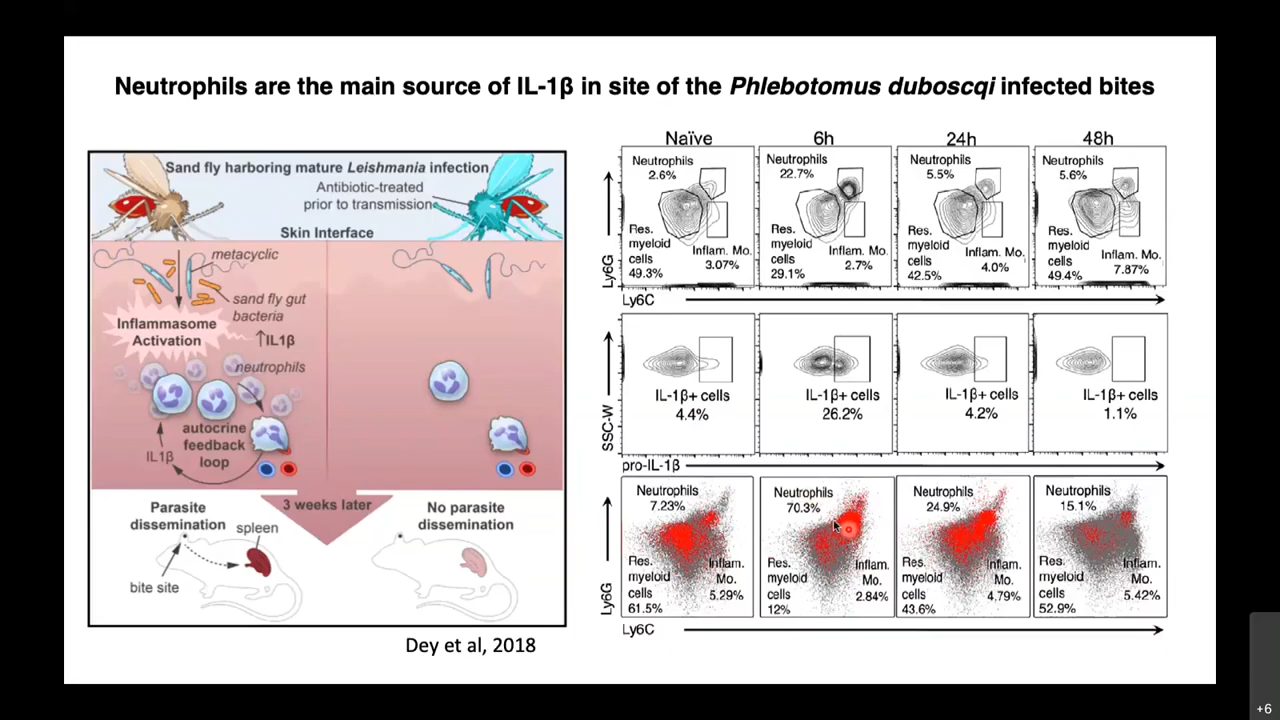 Neutrophils are the main source of IL-1β in site of the Phlebotomus duboscqi infected bites
Sand fly harboring mature Leishmania infection
Antibiotic-treated
prior to transmission
Skin Interface
metacyclic
sand fly gut
bacteria
Inflammasome
Activation
↑IL1β
neutrophils
autocrine
feedback
loop
IL1β
3 weeks later
Parasite
dissemination
spleen
bite site
No parasite
dissemination
Dey et al, 2018
Naïve
6h
24h
48h
Neutrophils
2.6%
Res.
myeloid
cells
49.3%
Inflam. Mo.
3.07%
Neutrophils
22.7%
Res.
myeloid
cells
29.1%
Inflam. Mo.
2.7%
Neutrophils
5.5%
Res.
myeloid
cells
42.5%
Inflam. Mo.
4.0%
Neutrophils
5.6%
Res.
myeloid
cells
49.4%
Inflam. Mo.
7.87%
Ly6G
Ly6C
IL-1β+ cells
4.4%
IL-1β+ cells
26.2%
IL-1β+ cells
4.2%
IL-1β+ cells
1.1%
SSC-W
pro-IL-1β
Neutrophils
7.23%
Res.
myeloid
cells
61.5%
Inflam.
Mo.
5.29%
Neutrophils
70.3%
Res.
myeloid
cells
12%
Inflam.
Mo.
2.84%
Neutrophils
24.9%
Res.
myeloid
cells
43.6%
Inflam.
Mo.
4.79%
Neutrophils
15.1%
Res.
myeloid
cells
52.9%
Inflam.
Mo.
5.42%
Ly6G
Ly6C
+6